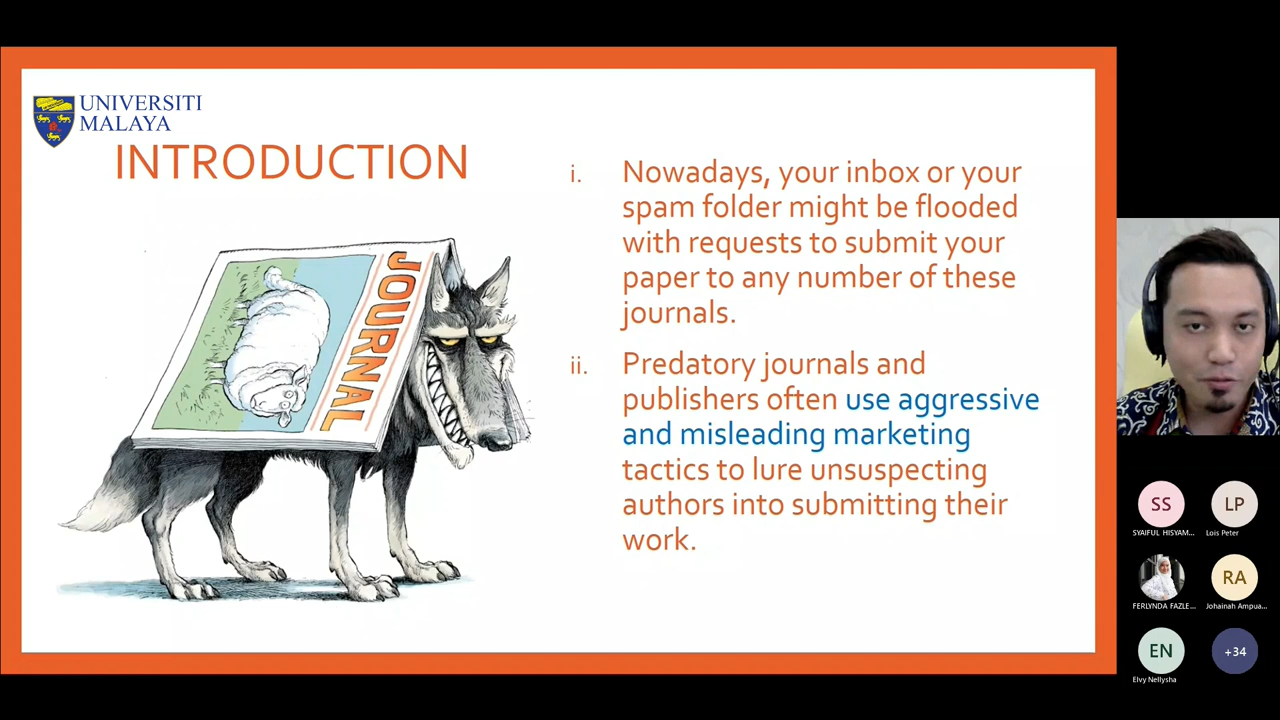 UNIVERSITI
MALAYA
INTRODUCTION
JOURNAL
i. Nowadays, your inbox or your
spam folder might be flooded
with requests to submit your
paper to any number of these
journals.
ii. Predatory journals and
publishers often use aggressive
and misleading marketing
tactics to lure unsuspecting
authors into submitting their
work.
SS
SYAIFUL HISYAM...
LP
Lois Peter
FERLYNDA FAZLE...
RA
Johainah Ampua...
EN
Elvy Nellysha
+34